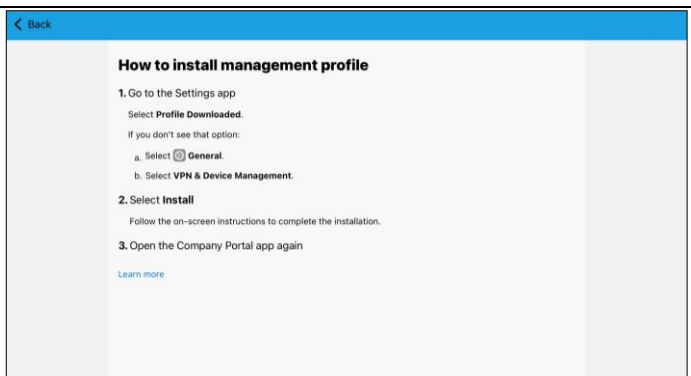 Back
How to install management profile
1. Go to the Settings app
Select Profile Downloaded.
If you don't see that option:
a. Select General.
b. Select VPN & Device Management.
2. Select Install
Follow the on-screen instructions to complete the installation.
3. Open the Company Portal app again
Learn more